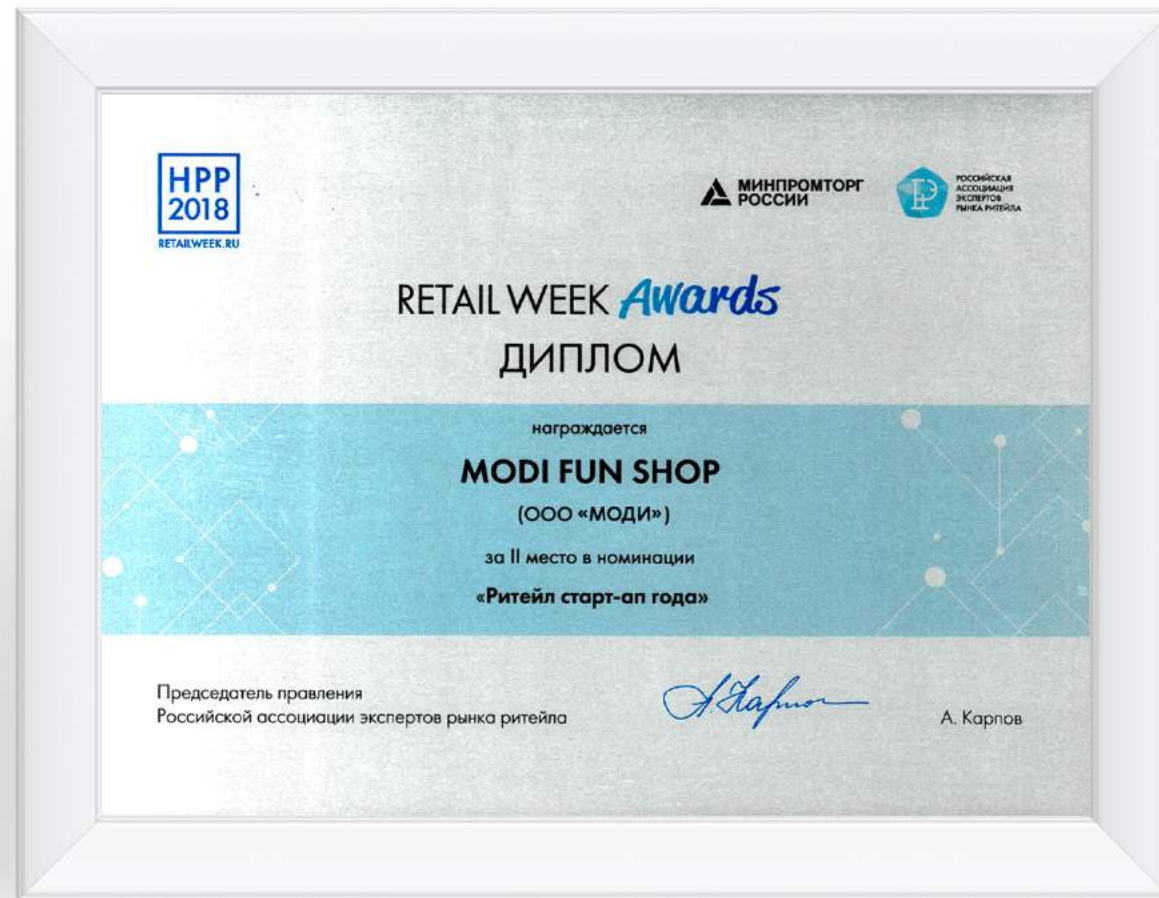 НРР
2018
RETAILWEEK.RU
МИНПРОМТОРГ
РОССИИ
РОССИЙСКАЯ
АССОЦИАЦИЯ
ЭКСПЕРТОВ
РЫНКА РИТЕЙЛА
RETAIL WEEK Awards
ДИПЛОМ
награждается
MODI FUN SHOP
(ООО «МОДИ»)
за II место в номинации
«Ритейл старт-ап года»
Председатель правления
Российской ассоциации экспертов рынка ритейла
А. Карпов